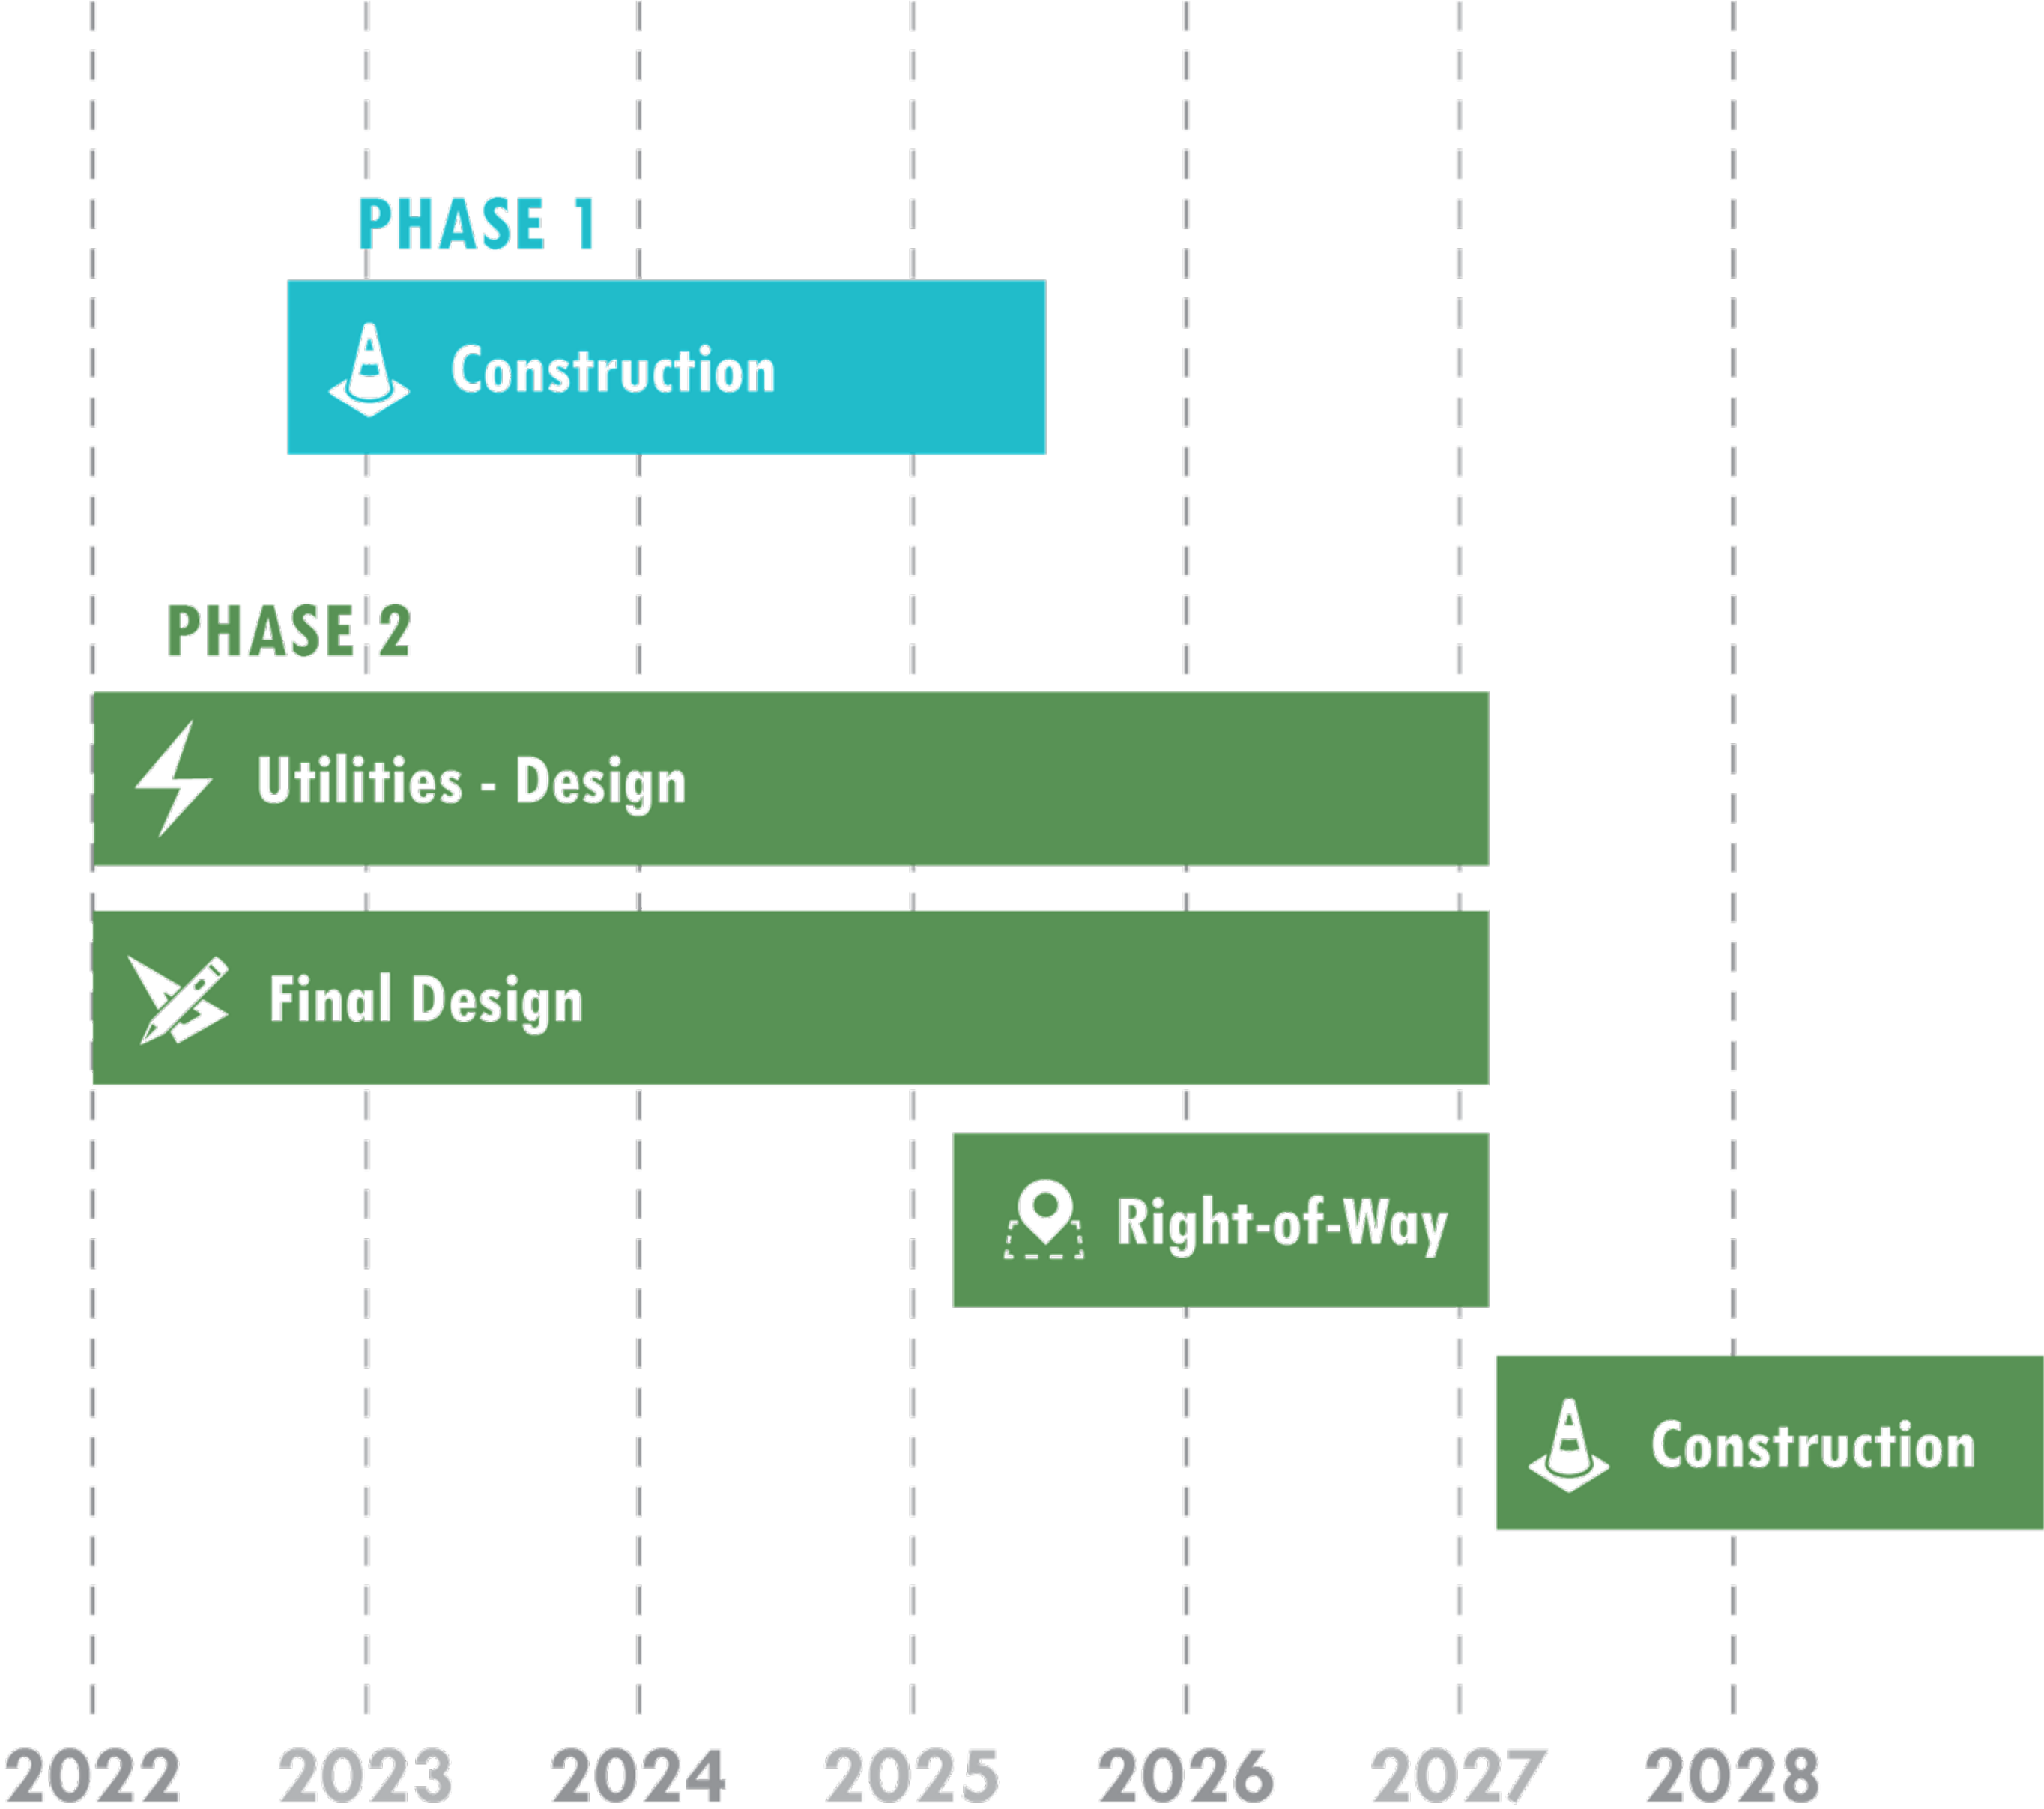 PHASE 1
Construction
PHASE 2
Utilities - Design
Final Design
Right-of-Way
Construction
2022 2023 2024 2025 2026 2027 2028